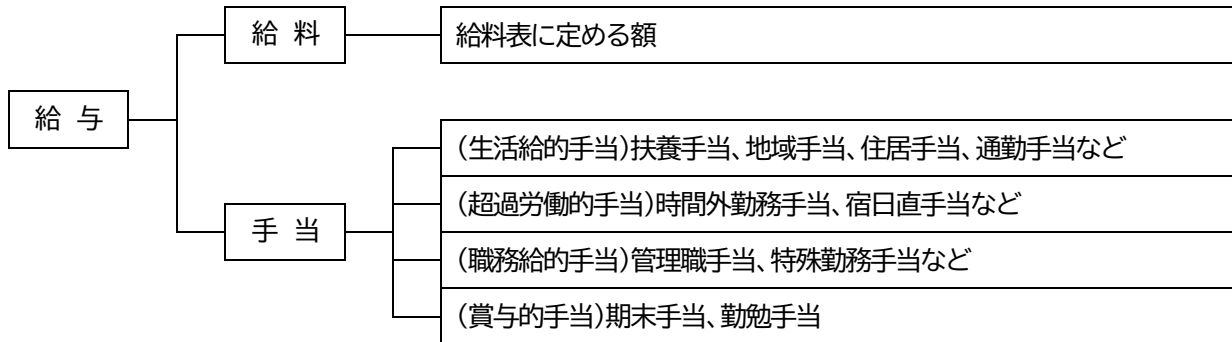 給与
給料
給料表に定める額
手当
(生活給的手当)扶養手当、地域手当、住居手当、通勤手当など
(超過労働的手当)時間外勤務手当、宿日直手当など
(職務給的手当)管理職手当、特殊勤務手当など
(賞与的手当)期末手当、勤勉手当